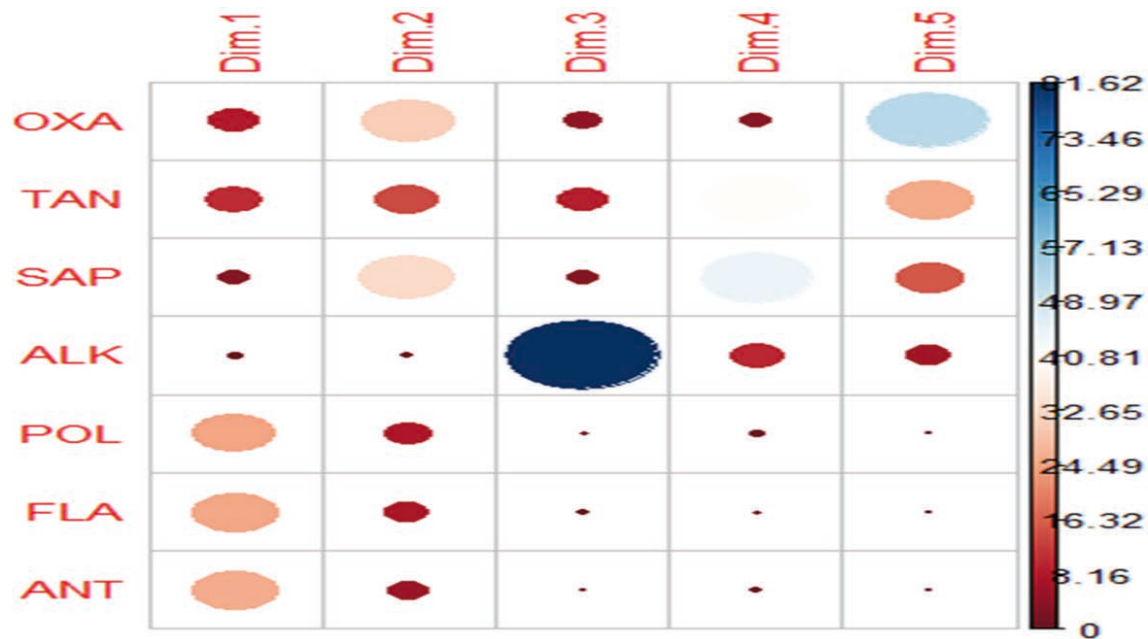 Dim.1 Dim.2 Dim.3 Dim.4 Dim.5
OXA
TAN
SAP
ALK
POL
FLA
ANT
81.62
73.46
65.29
57.13
48.97
40.81
32.65
24.49
16.32
8.16
0